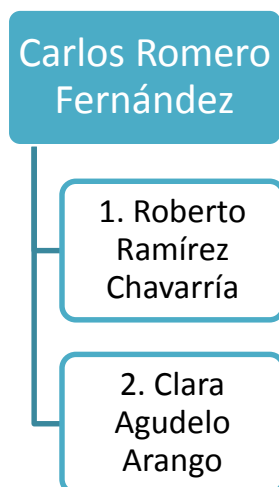 Carlos Romero
Fernández
1. Roberto
Ramírez
Chavarría
2. Clara
Agudelo
Arango